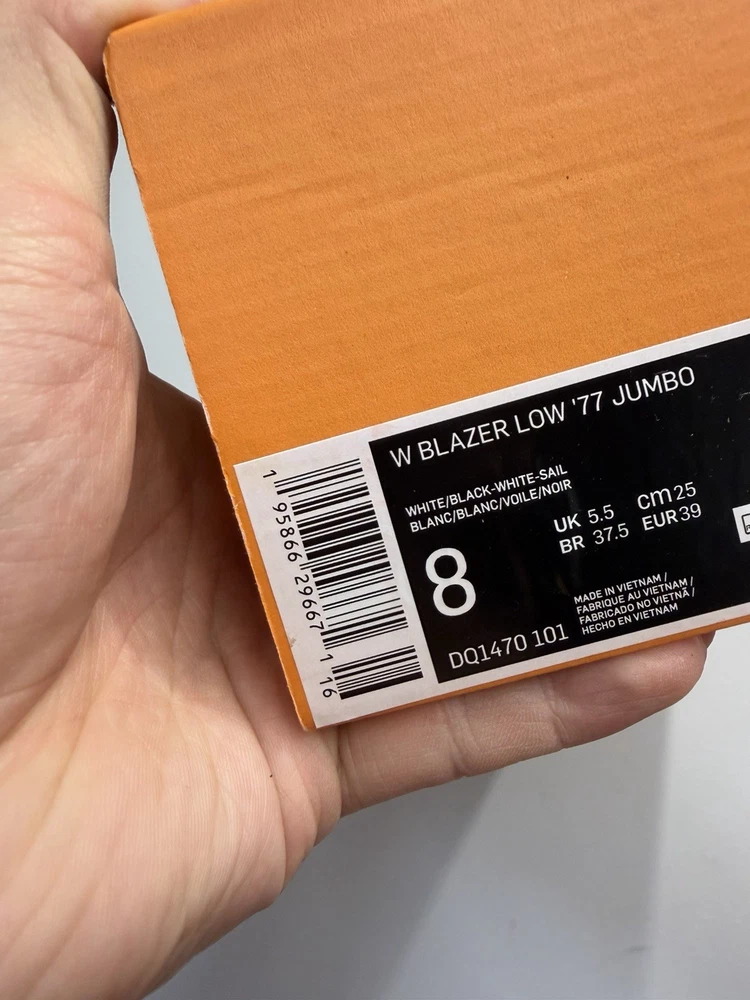 W BLAZER LOW '77 JUMBO
WHITE/BLACK-WHITE-SAIL
BLANC/BLANC/VOILE/NOIR
8
UK 5.5 cm 25
BR 37.5 EUR 39
DQ1470 101
MADE IN VIETNAM /
FABRIQUE AU VIETNAM /
FABRICADO NO VIETNÃ /
HECHO EN VIETNAM
1 95866 29667 1 16